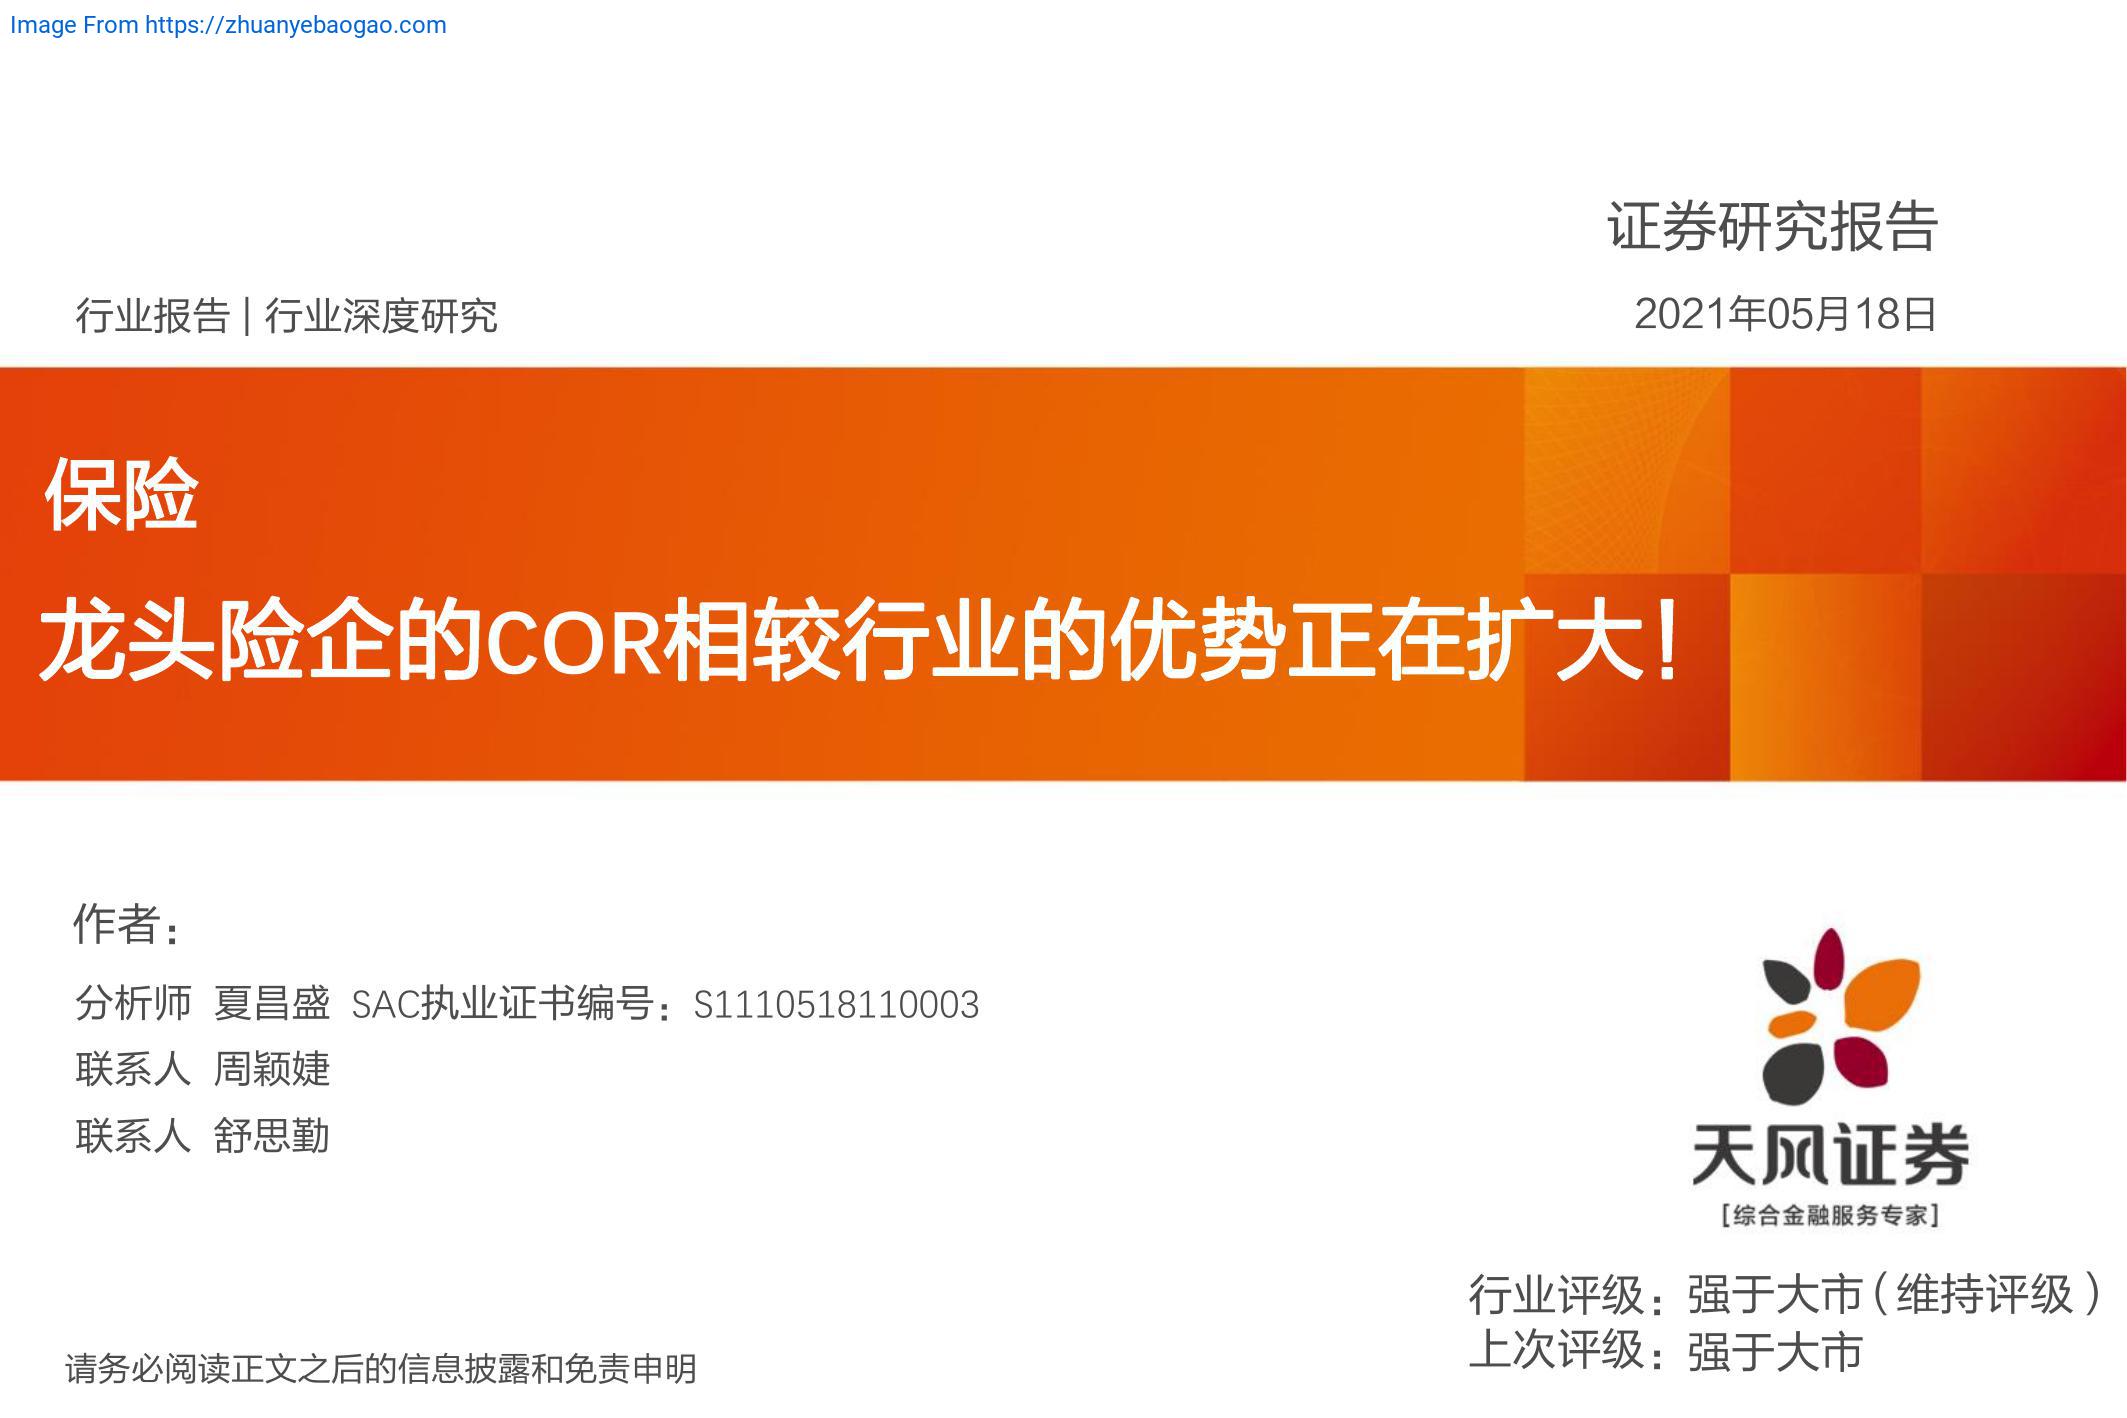 Image From https://zhuanyebaogao.com
证券研究报告
行业报告 | 行业深度研究
2021年05月18日
保险
龙头险企的COR相较行业的优势正在扩大！
作者：
分析师 夏昌盛 SAC执业证书编号：S1110518110003
联系人 周颖婕
联系人 舒思勤
天风证券
[综合金融服务专家]
行业评级：强于大市（维持评级）
上次评级：强于大市
请务必阅读正文之后的信息披露和免责申明